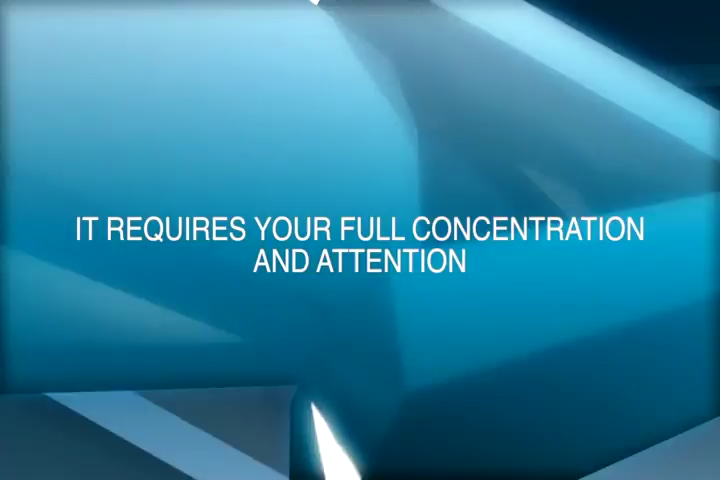 IT REQUIRES YOUR FULL CONCENTRATION
AND ATTENTION